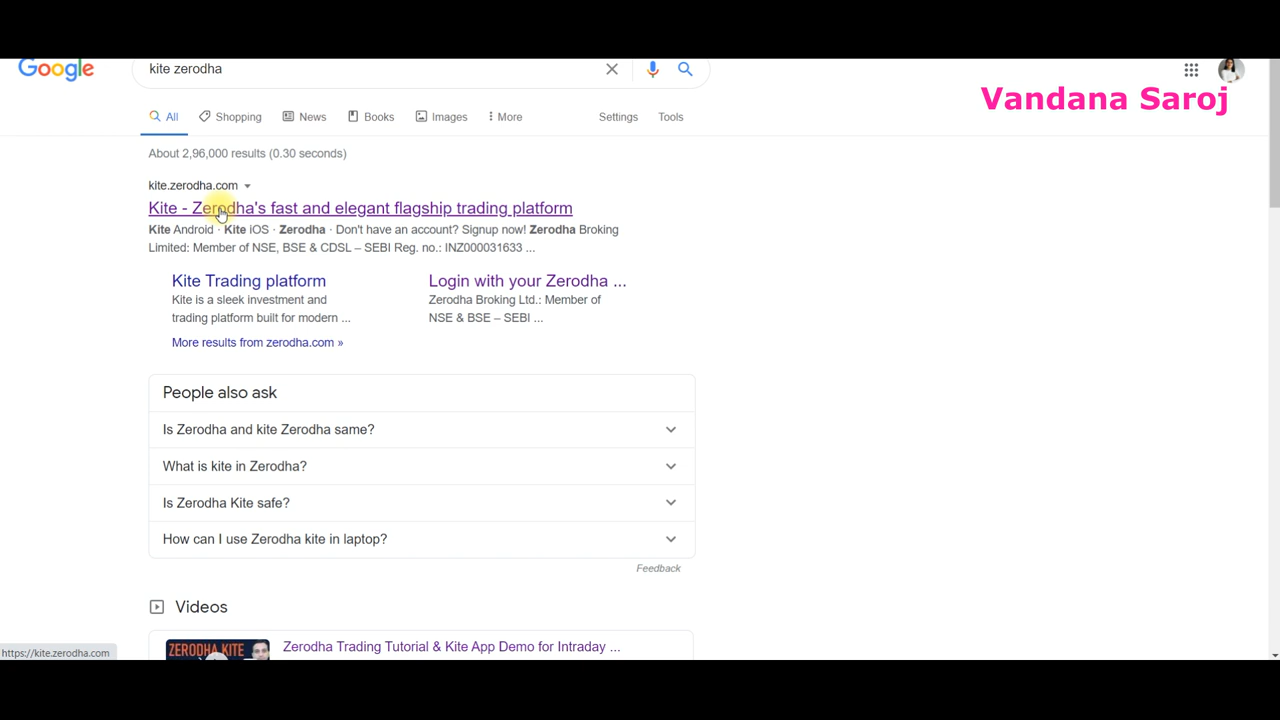 Google
kite zerodha
Vandana Saroj
All
Shopping
News
Books
Images
More
Settings
Tools
About 2,96,000 results (0.30 seconds)
kite.zerodha.com
Kite - Zerodha's fast and elegant flagship trading platform
Kite Android · Kite iOS · Zerodha · Don't have an account? Signup now! Zerodha Broking
Limited: Member of NSE, BSE & CDSL – SEBI Reg. no.: INZ000031633 ...
Kite Trading platform
Kite is a sleek investment and
trading platform built for modern ...
Login with your Zerodha ...
Zerodha Broking Ltd.: Member of
NSE & BSE – SEBI ...
More results from zerodha.com »
People also ask
Is Zerodha and kite Zerodha same?
What is kite in Zerodha?
Is Zerodha Kite safe?
How can I use Zerodha kite in laptop?
Feedback
Videos
ZERODHA KITE
Zerodha Trading Tutorial & Kite App Demo for Intraday ...
https://kite.zerodha.com